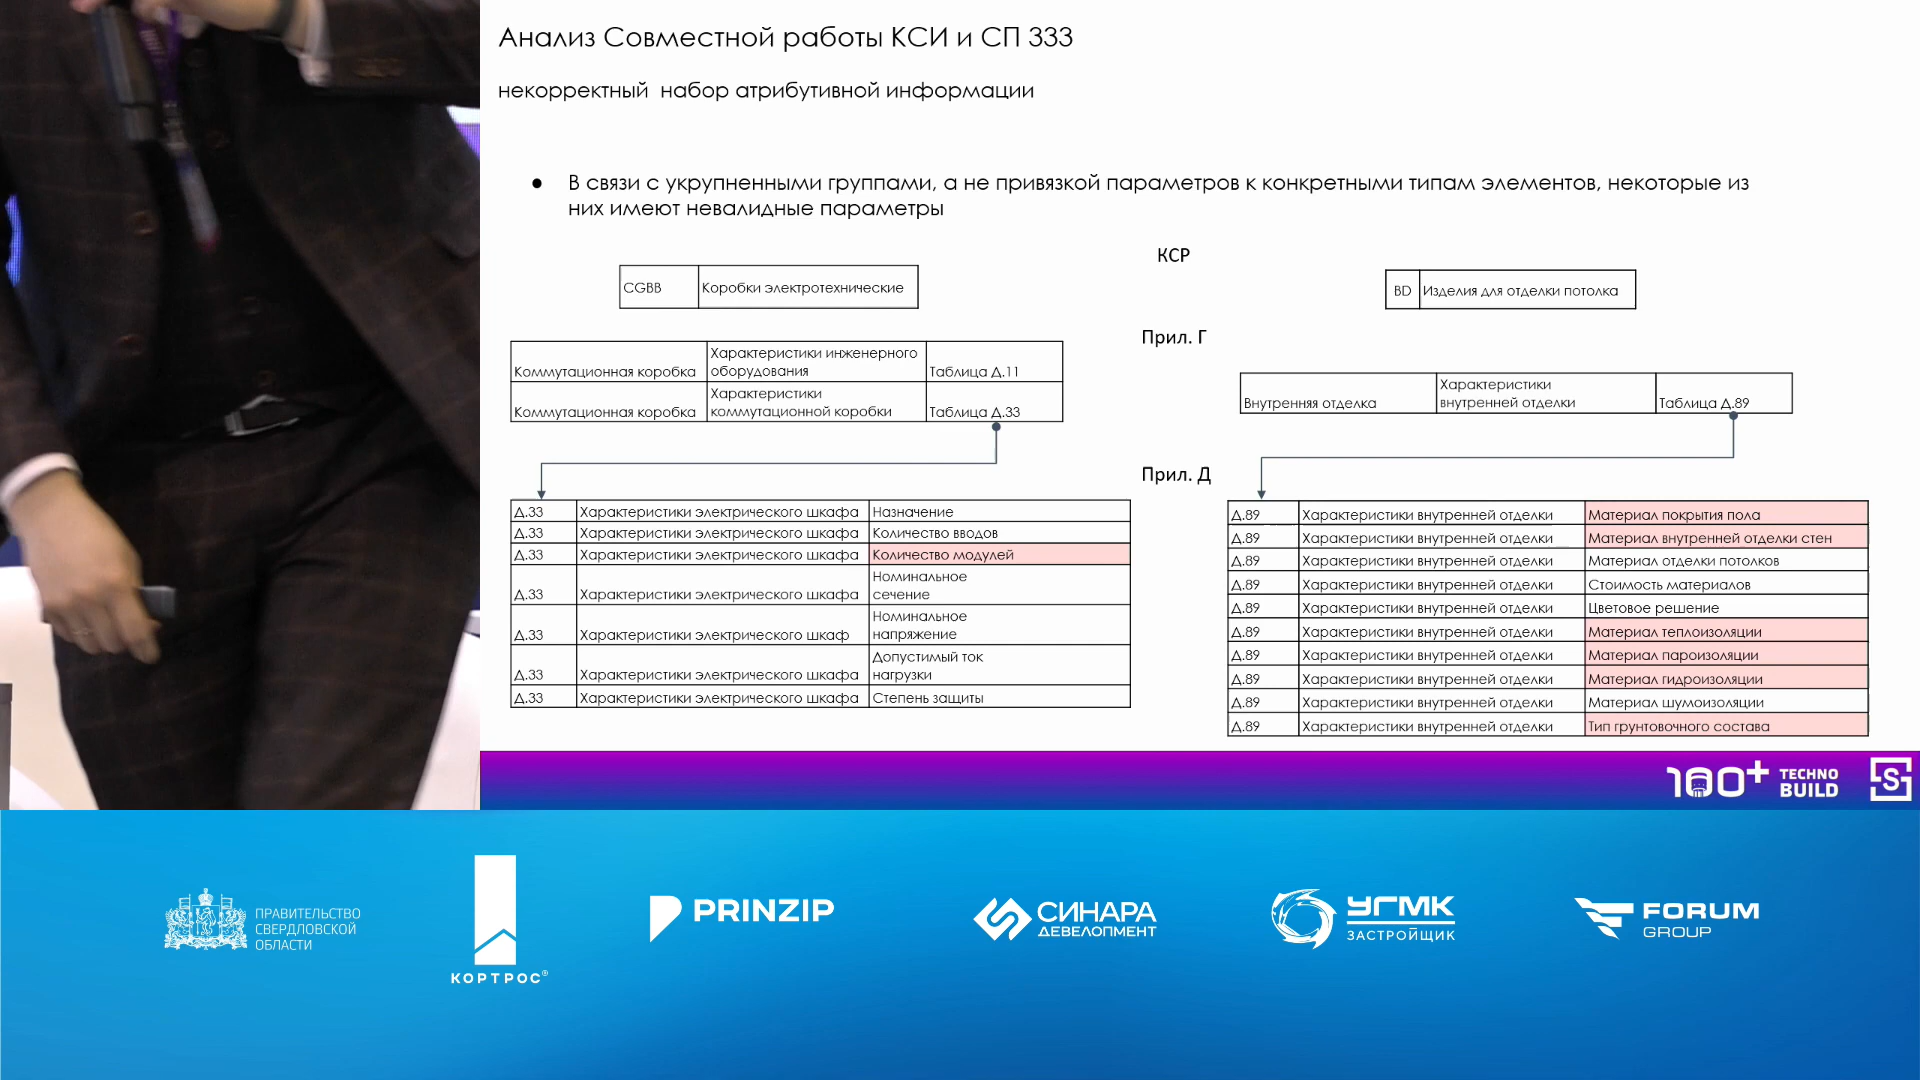 Анализ Совместной работы КСИ и СП 333
некорректный набор атрибутивной информации
● В связи с укрупненными группами, а не привязкой параметров к конкретными типам элементов, некоторые из
них имеют невалидные параметры
КСР
CGBB Коробки электротехнические
BD Изделия для отделки потолка
Прил. Г
Характеристики инженерного
Коммутационная коробка оборудования Таблица Д.11
Характеристики
Коммутационная коробка коммутационной коробки Таблица Д.33
Характеристики
Внутренняя отделка внутренней отделки Таблица Д.89
Прил. Д
Д.33 Характеристики электрического шкафа Назначение
Д.33 Характеристики электрического шкафа Количество вводов
Д.33 Характеристики электрического шкафа Количество модулей
Номинальное
Д.33 Характеристики электрического шкафа сечение
Номинальное
Д.33 Характеристики электрического шкаф напряжение
Допустимый ток
Д.33 Характеристики электрического шкафа нагрузки
Д.33 Характеристики электрического шкафа Степень защиты
Д.89 Характеристики внутренней отделки Материал покрытия пола
Д.89 Характеристики внутренней отделки Материал внутренней отделки стен
Д.89 Характеристики внутренней отделки Материал отделки потолков
Д.89 Характеристики внутренней отделки Стоимость материалов
Д.89 Характеристики внутренней отделки Цветовое решение
Д.89 Характеристики внутренней отделки Материал теплоизоляции
Д.89 Характеристики внутренней отделки Материал пароизоляции
Д.89 Характеристики внутренней отделки Материал гидроизоляции
Д.89 Характеристики внутренней отделки Материал шумоизоляции
Д.89 Характеристики внутренней отделки Тип грунтовочного состава
100+ TECHNO
BUILD
S
ПРАВИТЕЛЬСТВО
СВЕРДЛОВСКОЙ
ОБЛАСТИ
КОРТРОС®
PRINZIP
СИНАРА
ДЕВЕЛОПМЕНТ
УГМК
ЗАСТРОЙЩИК
FORUM
GROUP